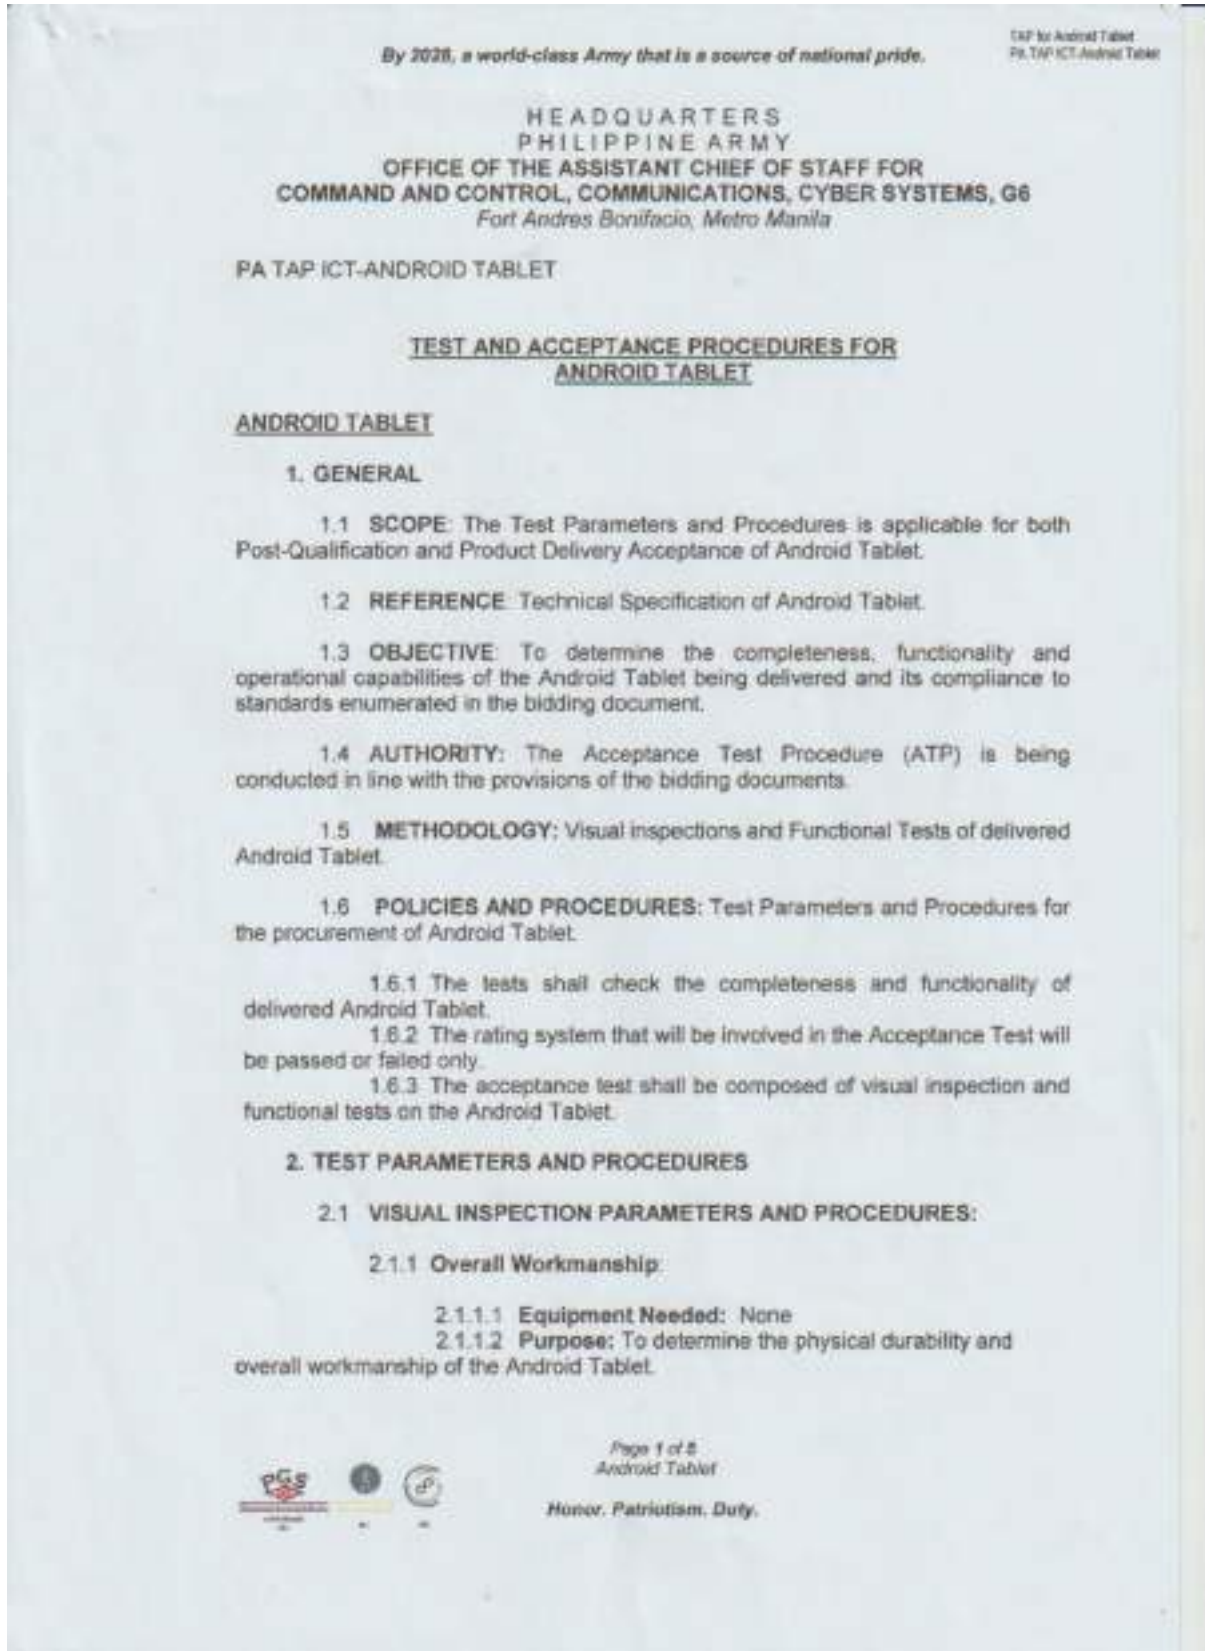 TAP for Android Tablet
By 2028, a world-class Army that is a source of national pride.
PA TAP ICT-Android Tablet
HEADQUARTERS
PHILIPPINE ARMY
OFFICE OF THE ASSISTANT CHIEF OF STAFF FOR
COMMAND AND CONTROL, COMMUNICATIONS, CYBER SYSTEMS, G6
Fort Andres Bonifacio, Metro Manila
PA TAP ICT-ANDROID TABLET
TEST AND ACCEPTANCE PROCEDURES FOR
ANDROID TABLET
ANDROID TABLET
1. GENERAL
1.1 SCOPE: The Test Parameters and Procedures is applicable for both
Post-Qualification and Product Delivery Acceptance of Android Tablet.
1.2 REFERENCE: Technical Specification of Android Tablet.
1.3 OBJECTIVE: To determine the completeness, functionality and
operational capabilities of the Android Tablet being delivered and its compliance to
standards enumerated in the bidding document.
1.4 AUTHORITY: The Acceptance Test Procedure (ATP) is being
conducted in line with the provisions of the bidding documents.
1.5 METHODOLOGY: Visual inspections and Functional Tests of delivered
Android Tablet.
1.6 POLICIES AND PROCEDURES: Test Parameters and Procedures for
the procurement of Android Tablet.
1.6.1 The tests shall check the completeness and functionality of
delivered Android Tablet.
1.6.2 The rating system that will be involved in the Acceptance Test will
be passed or failed only.
1.6.3 The acceptance test shall be composed of visual inspection and
functional tests on the Android Tablet.
2. TEST PARAMETERS AND PROCEDURES
2.1 VISUAL INSPECTION PARAMETERS AND PROCEDURES:
2.1.1 Overall Workmanship:
2.1.1.1 Equipment Needed: None
2.1.1.2 Purpose: To determine the physical durability and
overall workmanship of the Android Tablet.
Page 1 of 8
Android Tablet
PGS
Honor. Patriotism. Duty.